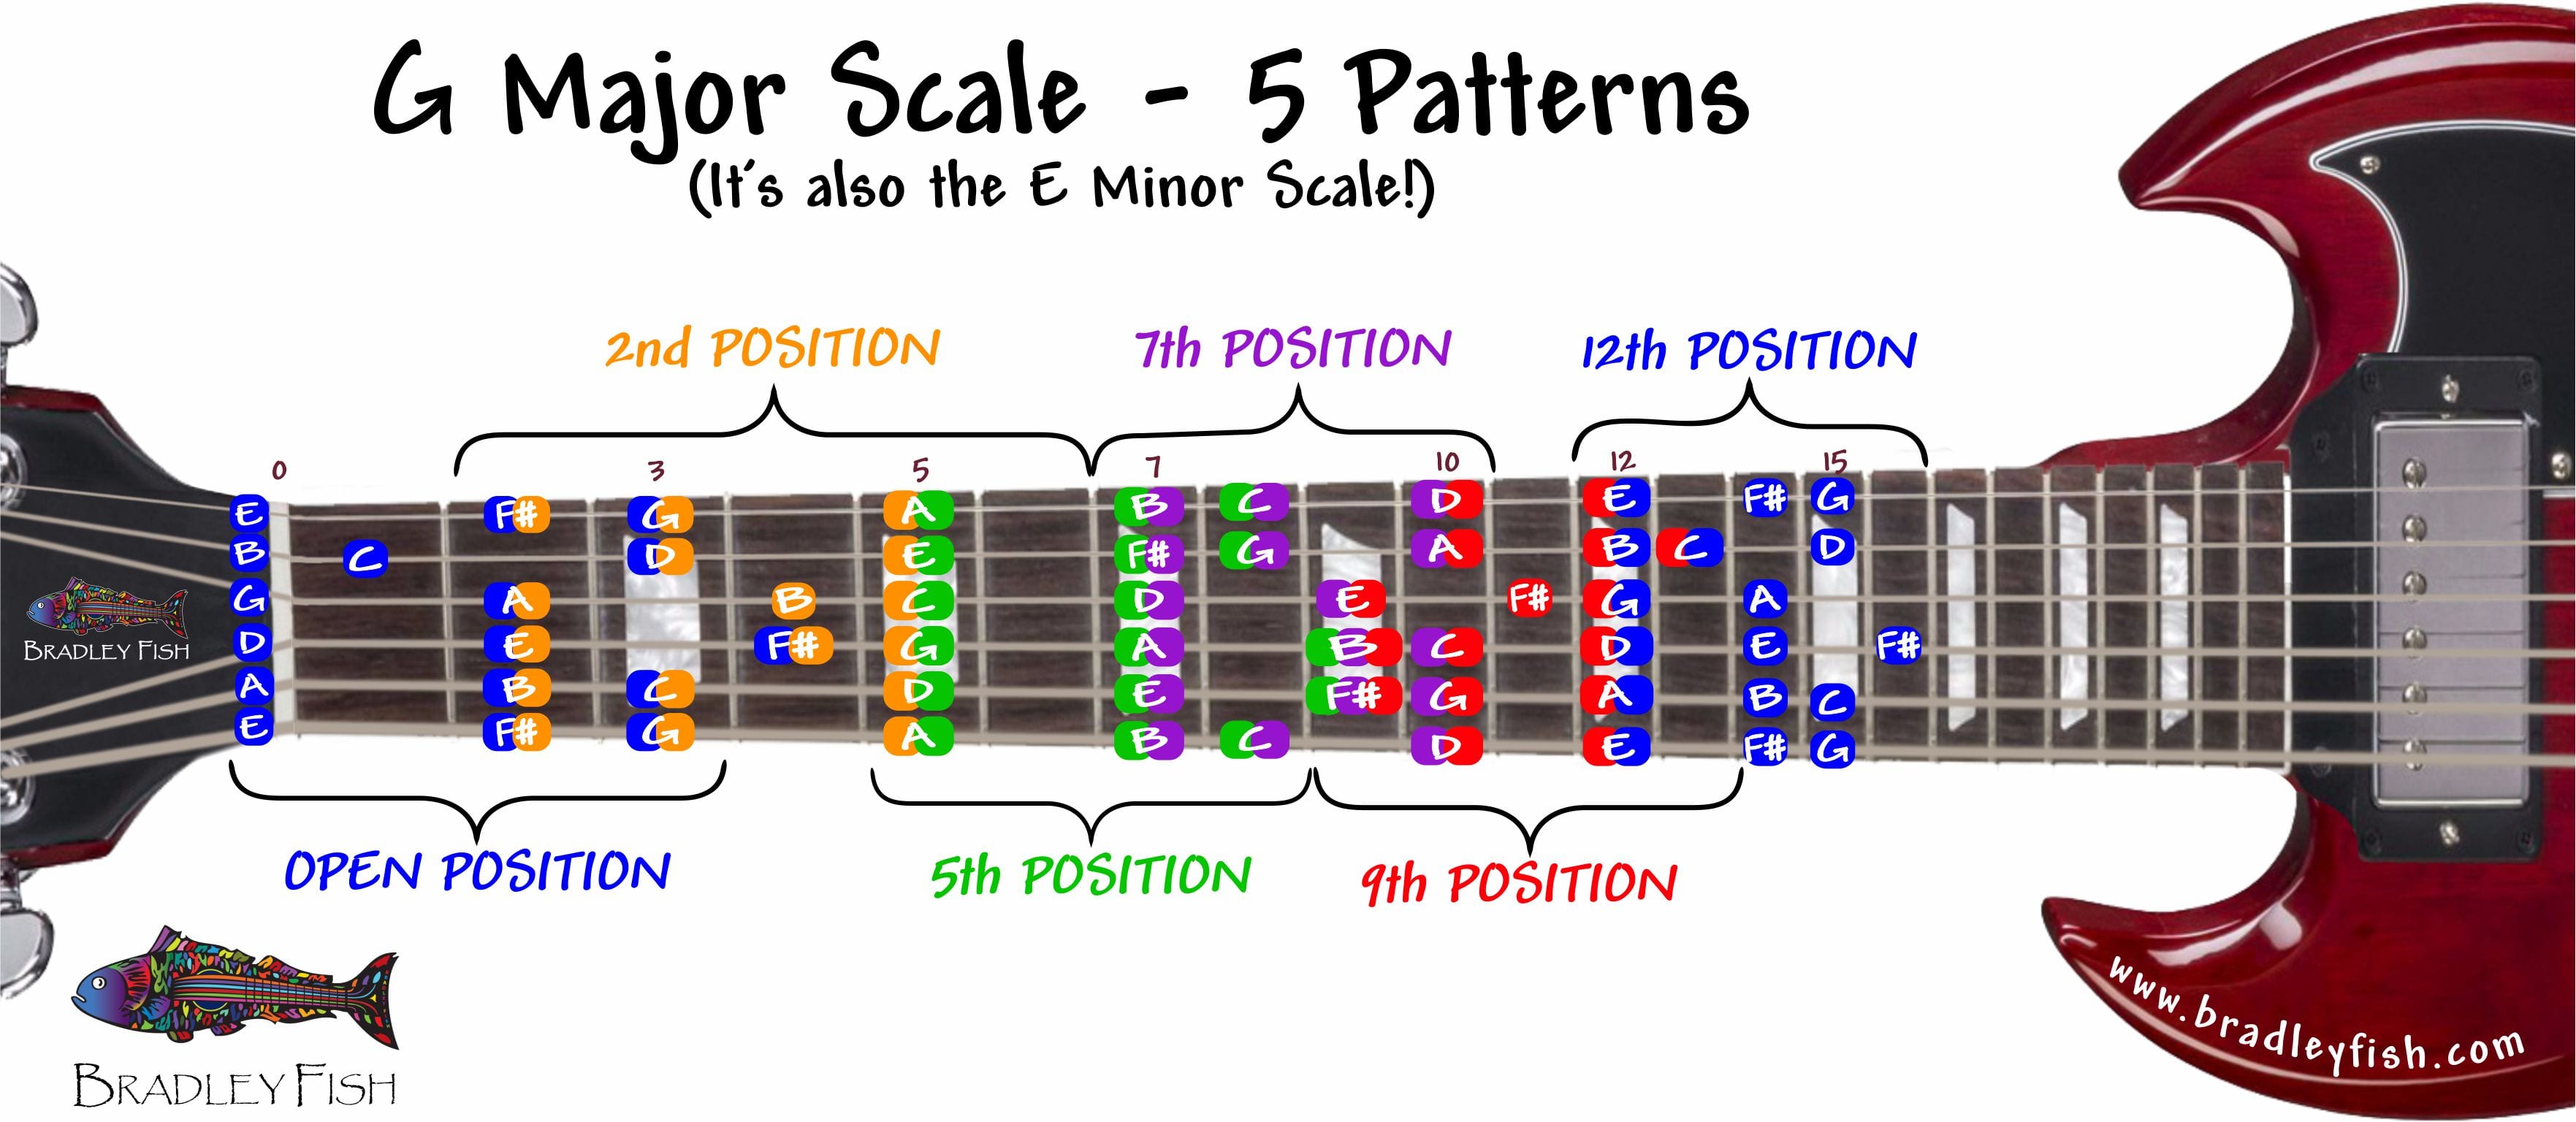 G Major Scale - 5 Patterns
(It's also the E Minor Scale!)
2nd POSITION 7th POSITION 12th POSITION
0 3 5 7 10 12 15
E F# G A B C D E F# G
B C D E F# G A B C D
G A B C D E F# G A
D E F# G A B C D E F#
A B C D E F# G A B C
E F# G A B C D E F# G
BRADLEY FISH
OPEN POSITION 5th POSITION 9th POSITION
BRADLEY FISH
www.bradleyfish.com